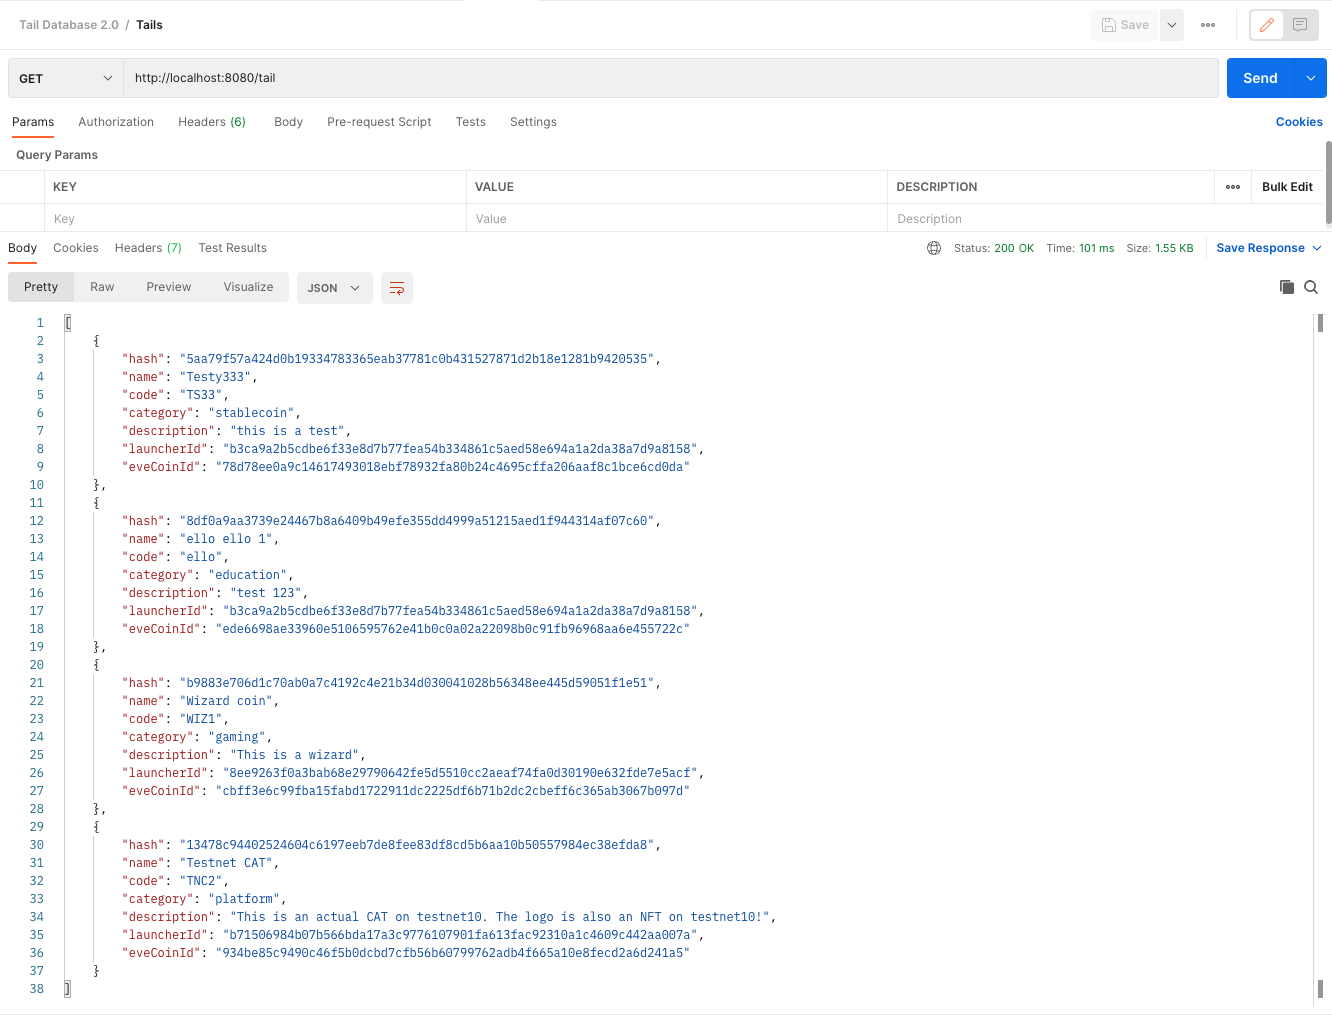 Tail Database 2.0 / Tails
Save
GET
http://localhost:8080/tail
Send
Params Authorization Headers (6) Body Pre-request Script Tests Settings Cookies
Query Params
KEY VALUE DESCRIPTION ••• Bulk Edit
Key Value Description
Body Cookies Headers (7) Test Results Status: 200 OK Time: 101 ms Size: 1.55 KB Save Response
Pretty Raw Preview Visualize JSON
1 [
2 {
3 "hash": "5aa79f57a424d0b19334783365eab37781c0b431527871d2b18e1281b9420535",
4 "name": "Testy333",
5 "code": "TS33",
6 "category": "stablecoin",
7 "description": "this is a test",
8 "launcherId": "b3ca9a2b5cdbe6f33e8d7b77fea54b334861c5aed58e694a1a2da38a7d9a8158",
9 "eveCoinId": "78d78ee0a9c14617493018ebf78932fa80b24c4695cffa206aaf8c1bce6cd0da"
10 },
11 {
12 "hash": "8df0a9aa3739e24467b8a6409b49efe355dd4999a51215aed1f944314af07c60",
13 "name": "ello ello 1",
14 "code": "ello",
15 "category": "education",
16 "description": "test 123",
17 "launcherId": "b3ca9a2b5cdbe6f33e8d7b77fea54b334861c5aed58e694a1a2da38a7d9a8158",
18 "eveCoinId": "ede6698ae33960e5106595762e41b0c0a02a22098b0c91fb96968aa6e455722c"
19 },
20 {
21 "hash": "b9883e706d1c70ab0a7c4192c4e21b34d030041028b56348ee445d59051f1e51",
22 "name": "Wizard coin",
23 "code": "WIZ1",
24 "category": "gaming",
25 "description": "This is a wizard",
26 "launcherId": "8ee9263f0a3bab68e29790642fe5d5510cc2aeaf74fa0d30190e632fde7e5acf",
27 "eveCoinId": "cbff3e6c99fba15fabd1722911dc2225df6b71b2dc2cbeff6c365ab3067b097d"
28 },
29 {
30 "hash": "13478c94402524604c6197eeb7de8fee83df8cd5b6aa10b50557984ec38efda8",
31 "name": "Testnet CAT",
32 "code": "TNC2",
33 "category": "platform",
34 "description": "This is an actual CAT on testnet10. The logo is also an NFT on testnet10!",
35 "launcherId": "b71506984b07b566bda17a3c9776107901fa613fac92310a1c4609c442aa007a",
36 "eveCoinId": "934be85c9490c46f5b0dcbd7cfb56b60799762adb4f665a10e8fecd2a6d241a5"
37 }
38 ]